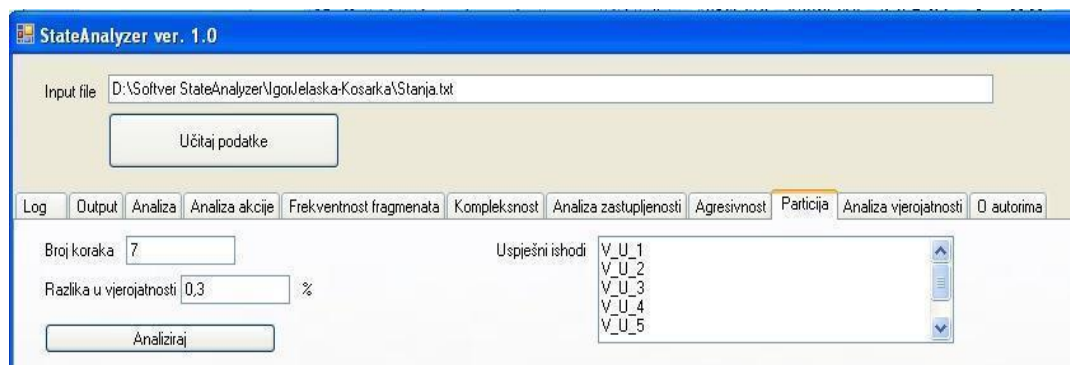 StateAnalyzer ver. 1.0
Input file D:\Softver StateAnalyzer\IgorJelaska-Kosarka\Stanja.txt
Učitaj podatke
Log Output Analiza Analiza akcije Frekventnost fragmenata Kompleksnost Analiza zastupljenosti Agresivnost Particija Analiza vjerojatnosti O autorima
Broj koraka 7 Uspješni ishodi V_U_1
V_U_2
Razlika u vjerojatnosti 0,3 % V_U_3
V_U_4
Analiziraj V_U_5